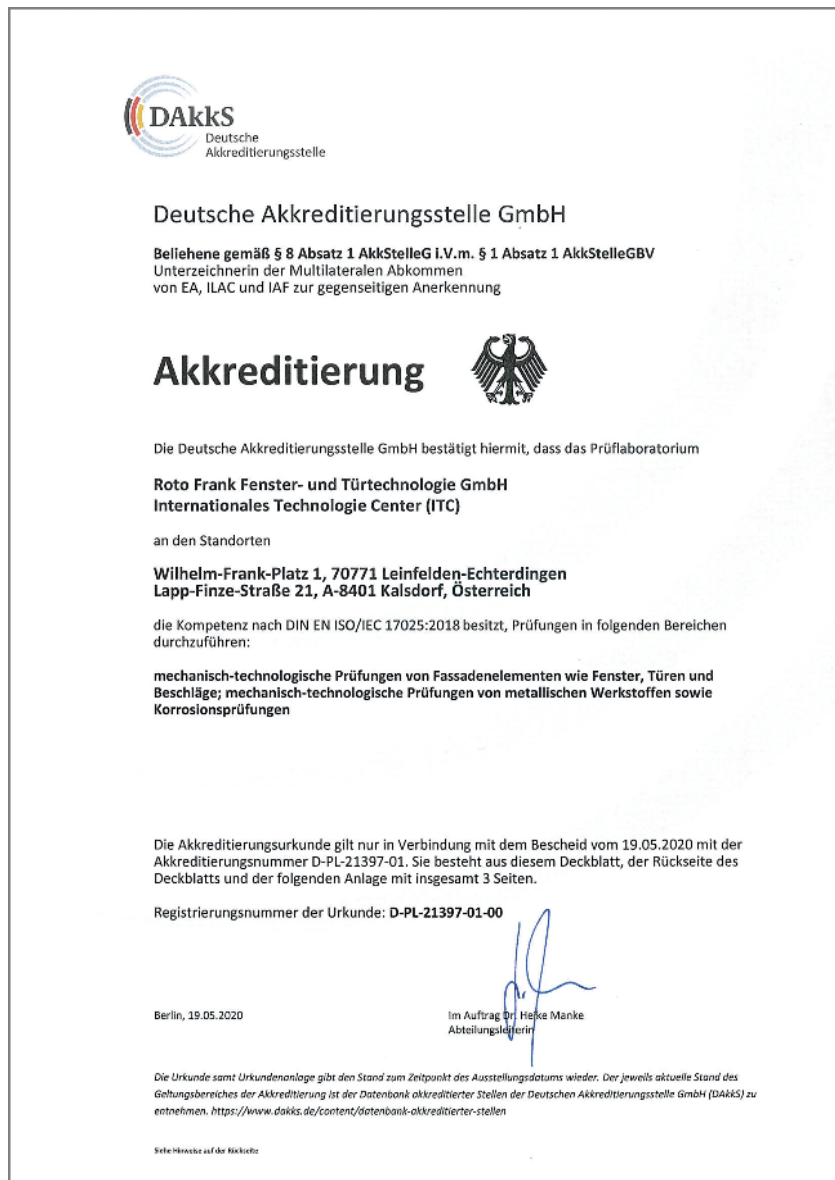 DAkkS
Deutsche
Akkreditierungsstelle
Deutsche Akkreditierungsstelle GmbH
Beliehene gemäß § 8 Absatz 1 AkkStelleG i.V.m. § 1 Absatz 1 AkkStelleGBV
Unterzeichnerin der Multilateralen Abkommen
von EA, ILAC und IAF zur gegenseitigen Anerkennung
Akkreditierung
Die Deutsche Akkreditierungsstelle GmbH bestätigt hiermit, dass das Prüflaboratorium
Roto Frank Fenster- und Türtechnologie GmbH
Internationales Technologie Center (ITC)
an den Standorten
Wilhelm-Frank-Platz 1, 70771 Leinfelden-Echterdingen
Lapp-Finze-Straße 21, A-8401 Kalsdorf, Österreich
die Kompetenz nach DIN EN ISO/IEC 17025:2018 besitzt, Prüfungen in folgenden Bereichen
durchzuführen:
mechanisch-technologische Prüfungen von Fassadenelementen wie Fenster, Türen und
Beschläge; mechanisch-technologische Prüfungen von metallischen Werkstoffen sowie
Korrosionsprüfungen
Die Akkreditierungsurkunde gilt nur in Verbindung mit dem Bescheid vom 19.05.2020 mit der
Akkreditierungsnummer D-PL-21397-01. Sie besteht aus diesem Deckblatt, der Rückseite des
Deckblatts und der folgenden Anlage mit insgesamt 3 Seiten.
Registrierungsnummer der Urkunde: D-PL-21397-01-00
Berlin, 19.05.2020
Im Auftrag Dr. Heike Manke
Abteilungsleiterin
Die Urkunde samt Urkundenanlage gibt den Stand zum Zeitpunkt des Ausstellungsdatums wieder. Der jeweils aktuelle Stand des
Geltungsbereiches der Akkreditierung ist der Datenbank akkreditierter Stellen der Deutschen Akkreditierungsstelle GmbH (DAkkS) zu
entnehmen. https://www.dakks.de/content/datenbank-akkreditierter-stellen
Siehe Hinweise auf der Rückseite